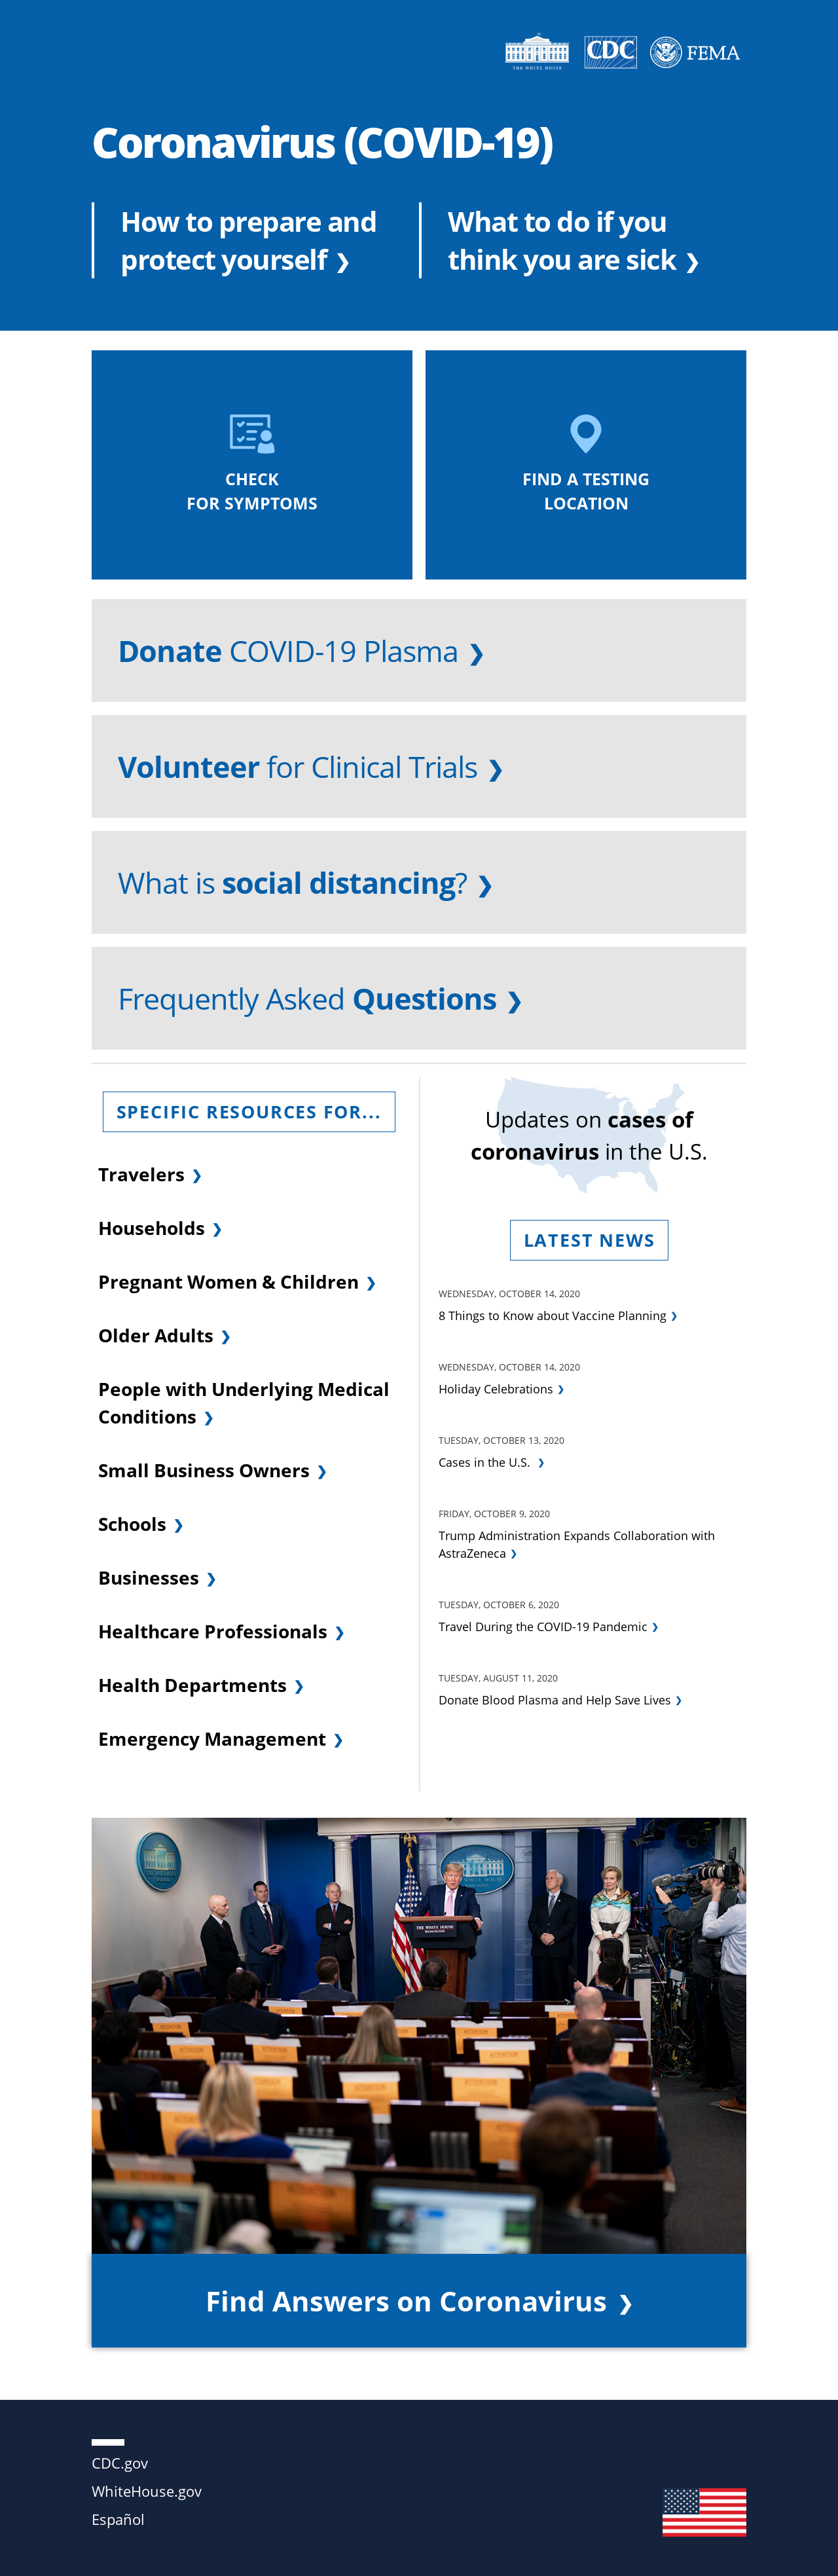 THE WHITE HOUSE
CDC
FEMA
Coronavirus (COVID-19)
How to prepare and
protect yourself ❯
What to do if you
think you are sick ❯
CHECK
FOR SYMPTOMS
FIND A TESTING
LOCATION
Donate COVID-19 Plasma ❯
Volunteer for Clinical Trials ❯
What is social distancing? ❯
Frequently Asked Questions ❯
SPECIFIC RESOURCES FOR...
Travelers ❯
Households ❯
Pregnant Women & Children ❯
Older Adults ❯
People with Underlying Medical
Conditions ❯
Small Business Owners ❯
Schools ❯
Businesses ❯
Healthcare Professionals ❯
Health Departments ❯
Emergency Management ❯
Updates on cases of
coronavirus in the U.S.
LATEST NEWS
WEDNESDAY, OCTOBER 14, 2020
8 Things to Know about Vaccine Planning ❯
WEDNESDAY, OCTOBER 14, 2020
Holiday Celebrations ❯
TUESDAY, OCTOBER 13, 2020
Cases in the U.S. ❯
FRIDAY, OCTOBER 9, 2020
Trump Administration Expands Collaboration with
AstraZeneca ❯
TUESDAY, OCTOBER 6, 2020
Travel During the COVID-19 Pandemic ❯
TUESDAY, AUGUST 11, 2020
Donate Blood Plasma and Help Save Lives ❯
THE WHITE HOUSE
Find Answers on Coronavirus ❯
CDC.gov
WhiteHouse.gov
Español